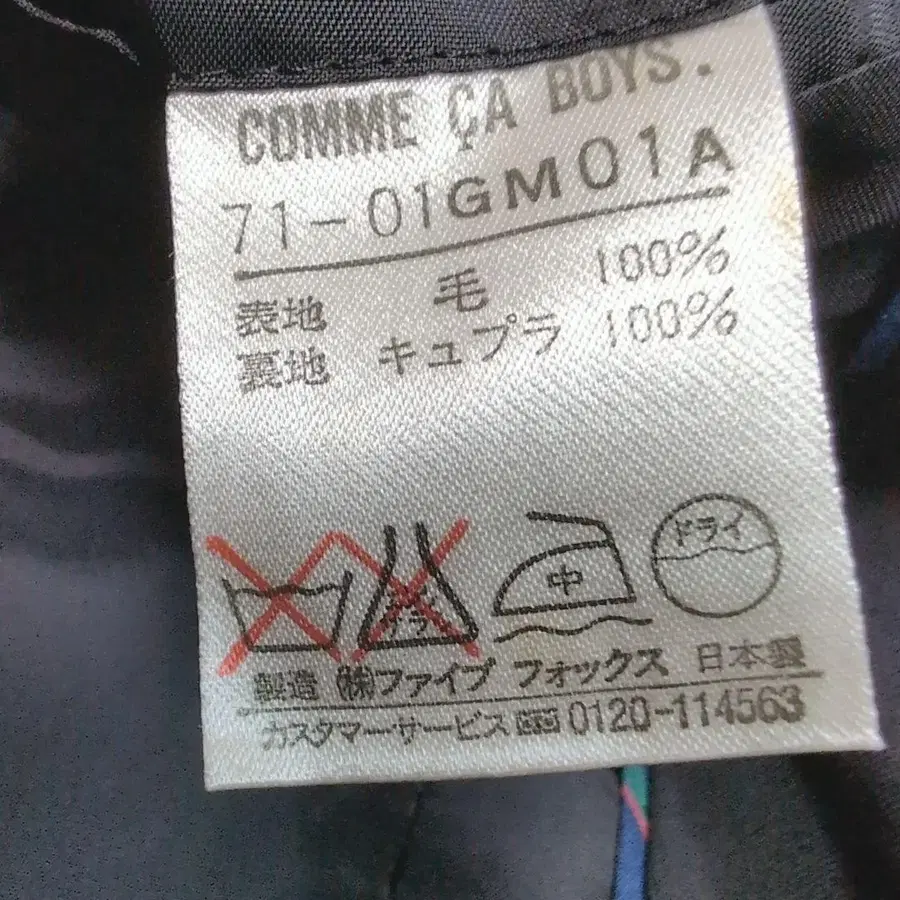 COMME ÇA BOYS.
71-01GM01A
表地 毛 100%
裏地 キュプラ 100%
中 ドライ
製造 ㈱ファイブ フォックス 日本製
カスタマーサービス 0120-114563